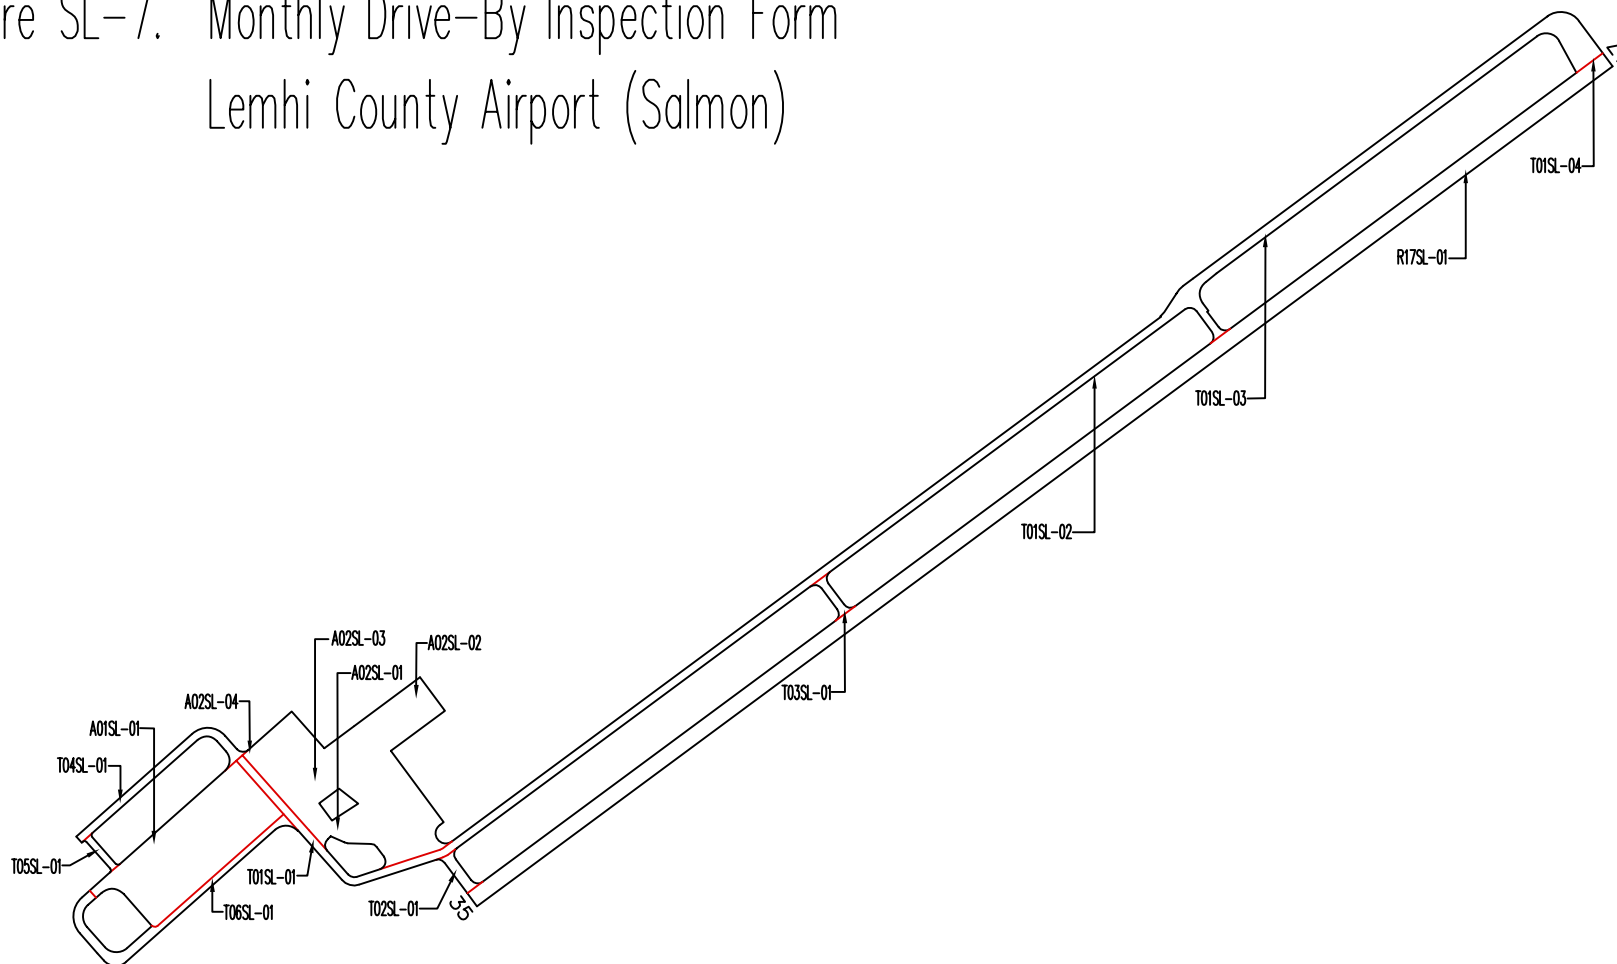 re SL-7. Monthly Drive-By Inspection Form
Lemhi County Airport (Salmon)
T01SL-04
R17SL-01
T01SL-03
T01SL-02
A02SL-03
A02SL-02
A02SL-01
T03SL-01
A02SL-04
A01SL-01
T04SL-01
T05SL-01
T01SL-01
T02SL-01
T06SL-01
35